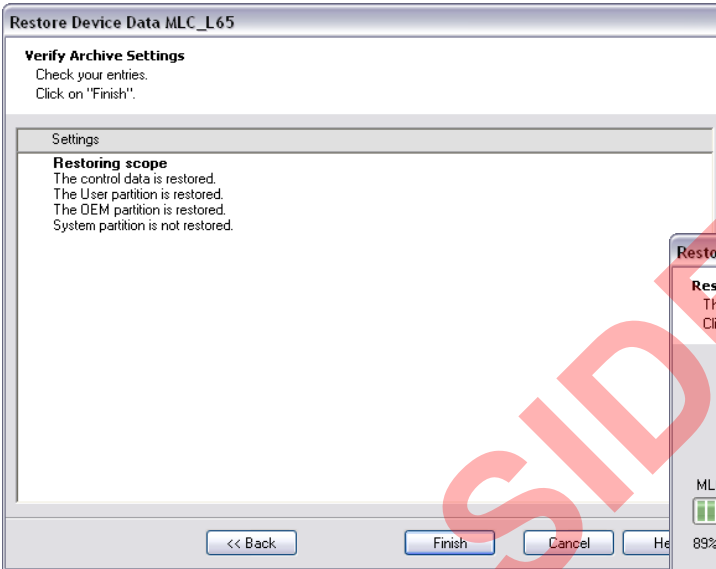 Restore Device Data MLC_L65
Verify Archive Settings
Check your entries.
Click on "Finish".
Settings
Restoring scope
The control data is restored.
The User partition is restored.
The OEM partition is restored.
System partition is not restored.
<< Back
Finish
Cancel
89%